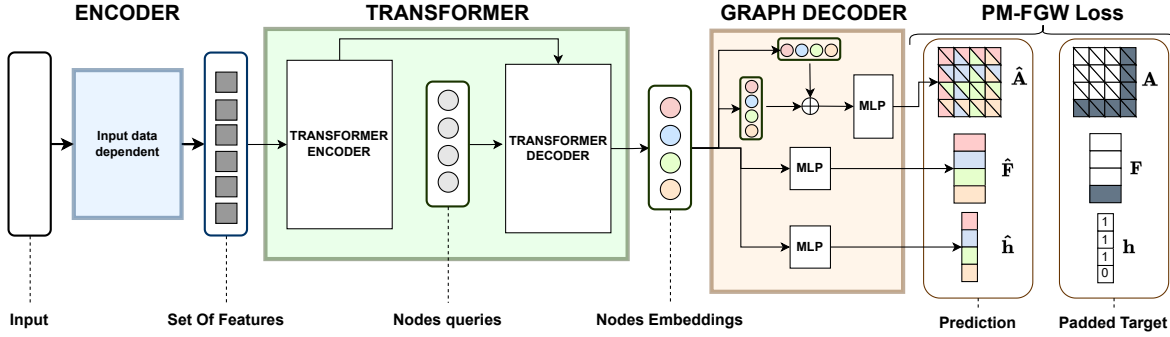 ENCODER
TRANSFORMER
GRAPH DECODER
PM-FGW Loss
Input data
dependent
TRANSFORMER
ENCODER
TRANSFORMER
DECODER
MLP
MLP
MLP
Â
A
F̂
F
ĥ
1
1
1
0
h
Input
Set Of Features
Nodes queries
Nodes Embeddings
Prediction
Padded Target